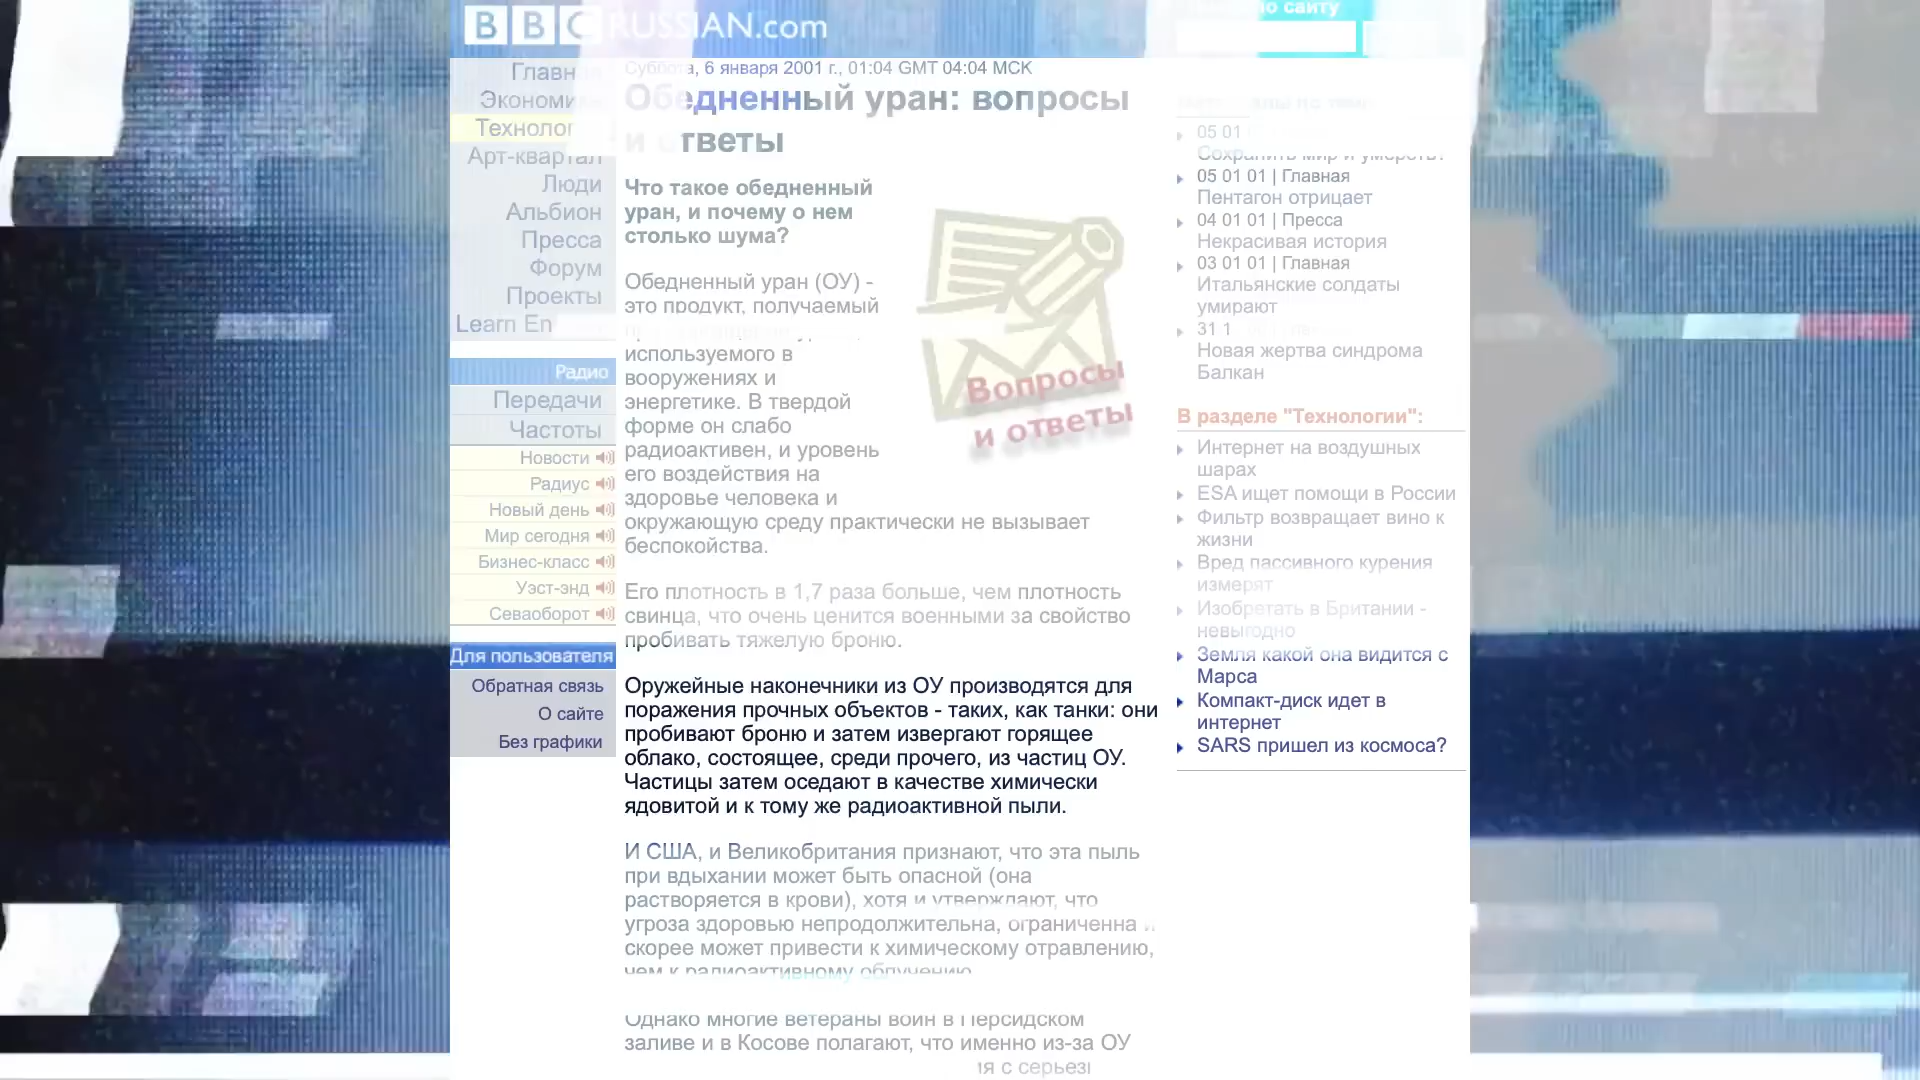 BBC RUSSIAN.com
по сайту
Главн
Экономи
Техноло
Арт-квартал
Люди
Альбион
Пресса
Форум
Проекты
Learn En
Радио
Передачи
Частоты
Новости
Радиус
Новый день
Мир сегодня
Бизнес-класс
Уэст-энд
Севаоборот
Для пользователя
Обратная связь
О сайте
Без графики
Суббота, 6 января 2001 г., 01:04 GMT 04:04 МСК
Обедненный уран: вопросы
и ответы
Что такое обедненный
уран, и почему о нем
столько шума?
Обедненный уран (ОУ) -
это продукт, получаемый
используемого в
вооружениях и
энергетике. В твердой
форме он слабо
радиоактивен, и уровень
его воздействия на
здоровье человека и
окружающую среду практически не вызывает
беспокойства.
Вопросы
и ответы
Его плотность в 1,7 раза больше, чем плотность
свинца, что очень ценится военными за свойство
пробивать тяжелую броню.
Оружейные наконечники из ОУ производятся для
поражения прочных объектов - таких, как танки: они
пробивают броню и затем извергают горящее
облако, состоящее, среди прочего, из частиц ОУ.
Частицы затем оседают в качестве химически
ядовитой и к тому же радиоактивной пыли.
И США, и Великобритания признают, что эта пыль
при вдыхании может быть опасной (она
растворяется в крови), хотя и утверждают, что
угроза здоровью непродолжительна, ограниченна и
скорее может привести к химическому отравлению,
чем к радиоактивному облучению.
Однако многие ветераны войн в Персидском
заливе и в Косове полагают, что именно из-за ОУ
я с серьез
05 01
Сохранить мир и умереть?
05 01 01 | Главная
Пентагон отрицает
04 01 01 | Пресса
Некрасивая история
03 01 01 | Главная
Итальянские солдаты
умирают
31 1
Новая жертва синдрома
Балкан
В разделе "Технологии":
Интернет на воздушных
шарах
ESA ищет помощи в России
Фильтр возвращает вино к
жизни
Вред пассивного курения
измерят
Изобретать в Британии -
невыгодно
Земля какой она видится с
Марса
Компакт-диск идет в
интернет
SARS пришел из космоса?